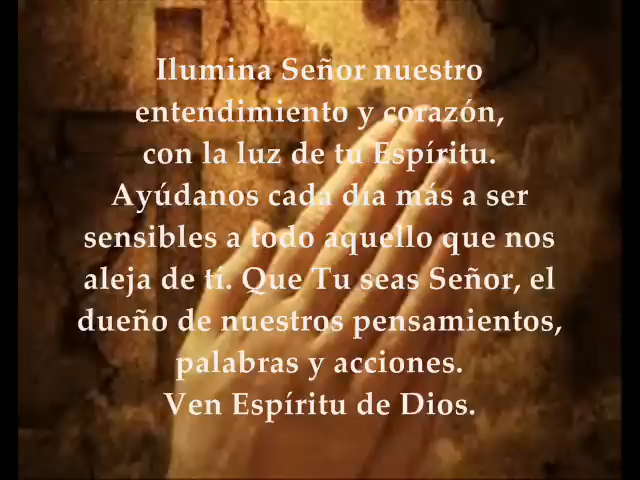 Ilumina Señor nuestro
entendimiento y corazón,
con la luz de tu Espíritu.
Ayúdanos cada dia más a ser
sensibles a todo aquello que nos
aleja de tí. Que Tu seas Señor, el
dueño de nuestros pensamientos,
palabras y acciones.
Ven Espíritu de Dios.